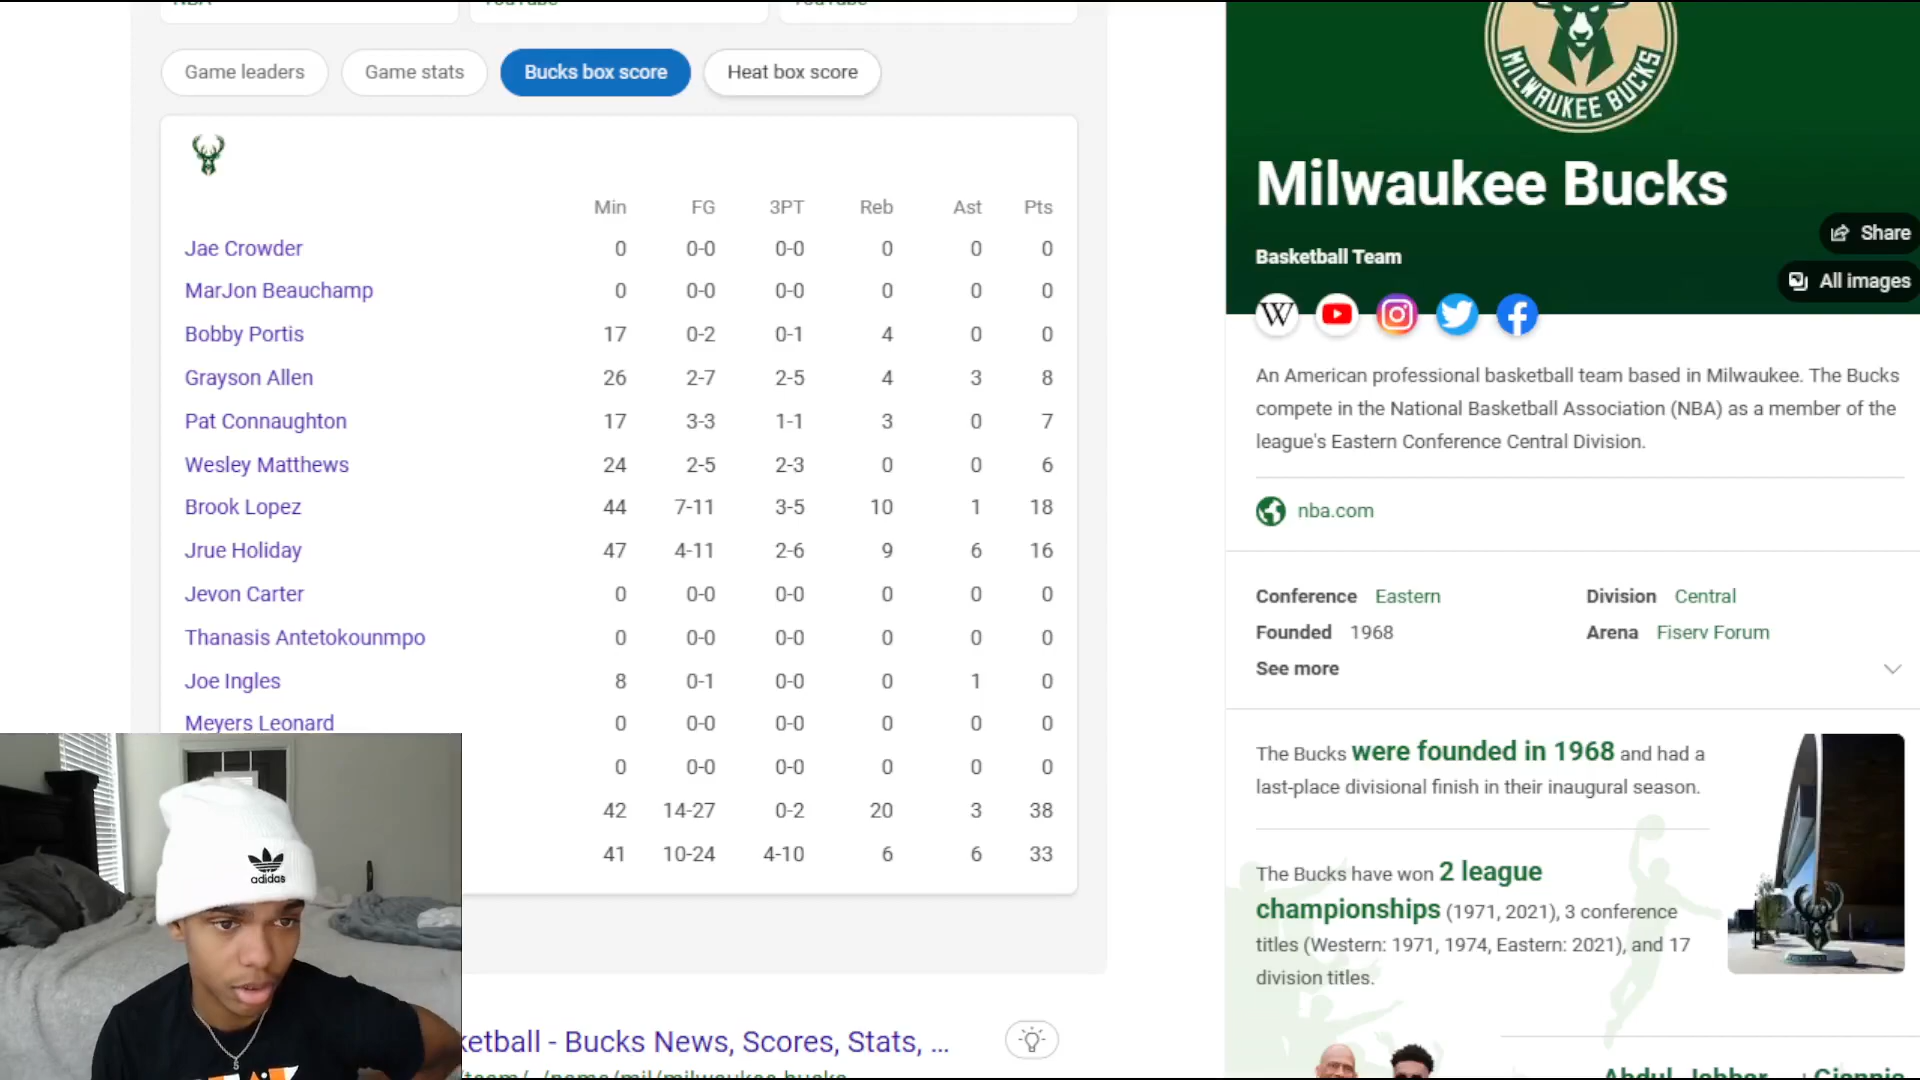 Game leaders Game stats Bucks box score Heat box score
Min FG 3PT Reb Ast Pts
Jae Crowder 0 0-0 0-0 0 0 0
MarJon Beauchamp 0 0-0 0-0 0 0 0
Bobby Portis 17 0-2 0-1 4 0 0
Grayson Allen 26 2-7 2-5 4 3 8
Pat Connaughton 17 3-3 1-1 3 0 7
Wesley Matthews 24 2-5 2-3 0 0 6
Brook Lopez 44 7-11 3-5 10 1 18
Jrue Holiday 47 4-11 2-6 9 6 16
Jevon Carter 0 0-0 0-0 0 0 0
Thanasis Antetokounmpo 0 0-0 0-0 0 0 0
Joe Ingles 8 0-1 0-0 0 1 0
Meyers Leonard 0 0-0 0-0 0 0 0
0 0-0 0-0 0 0 0
42 14-27 0-2 20 3 38
41 10-24 4-10 6 6 33
adidas
- Bucks News, Scores, Stats, ...
MILWAUKEE BUCKS
Milwaukee Bucks
Share
Basketball Team
All images
W
An American professional basketball team based in Milwaukee. The Bucks
compete in the National Basketball Association (NBA) as a member of the
league's Eastern Conference Central Division.
nba.com
Conference Eastern Division Central
Founded 1968 Arena Fiserv Forum
See more
The Bucks were founded in 1968 and had a
last-place divisional finish in their inaugural season.
The Bucks have won 2 league
championships (1971, 2021), 3 conference
titles (Western: 1971, 1974, Eastern: 2021), and 17
division titles.